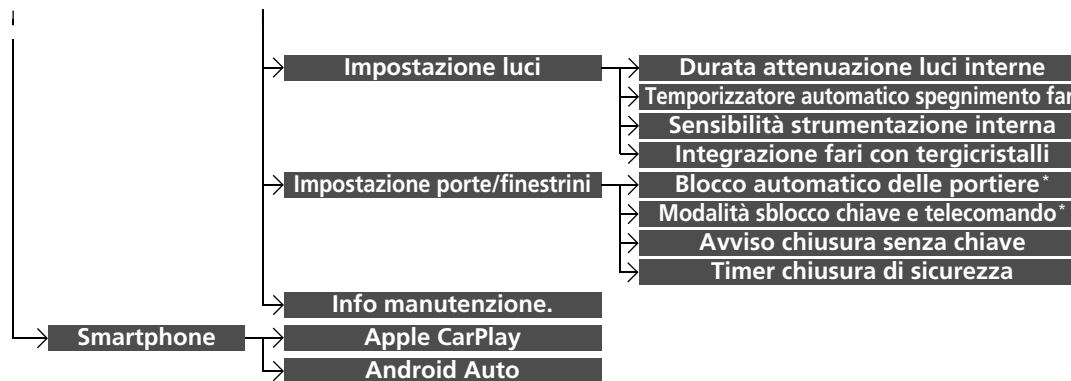 Impostazione luci
Durata attenuazione luci interne
Temporizzatore automatico spegnimento far
Sensibilità strumentazione interna
Integrazione fari con tergicristalli
Impostazione porte/finestrini
Blocco automatico delle portiere*
Modalità sblocco chiave e telecomando*
Avviso chiusura senza chiave
Timer chiusura di sicurezza
Info manutenzione.
Smartphone
Apple CarPlay
Android Auto